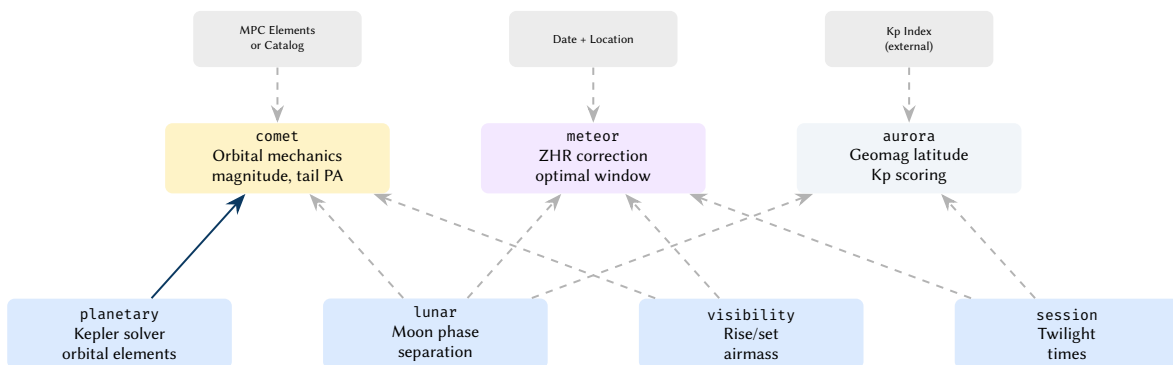 MPC Elements
or Catalog
Date + Location
Kp Index
(external)
comet
Orbital mechanics
magnitude, tail PA
meteor
ZHR correction
optimal window
aurora
Geomag latitude
Kp scoring
planetary
Kepler solver
orbital elements
lunar
Moon phase
separation
visibility
Rise/set
airmass
session
Twilight
times